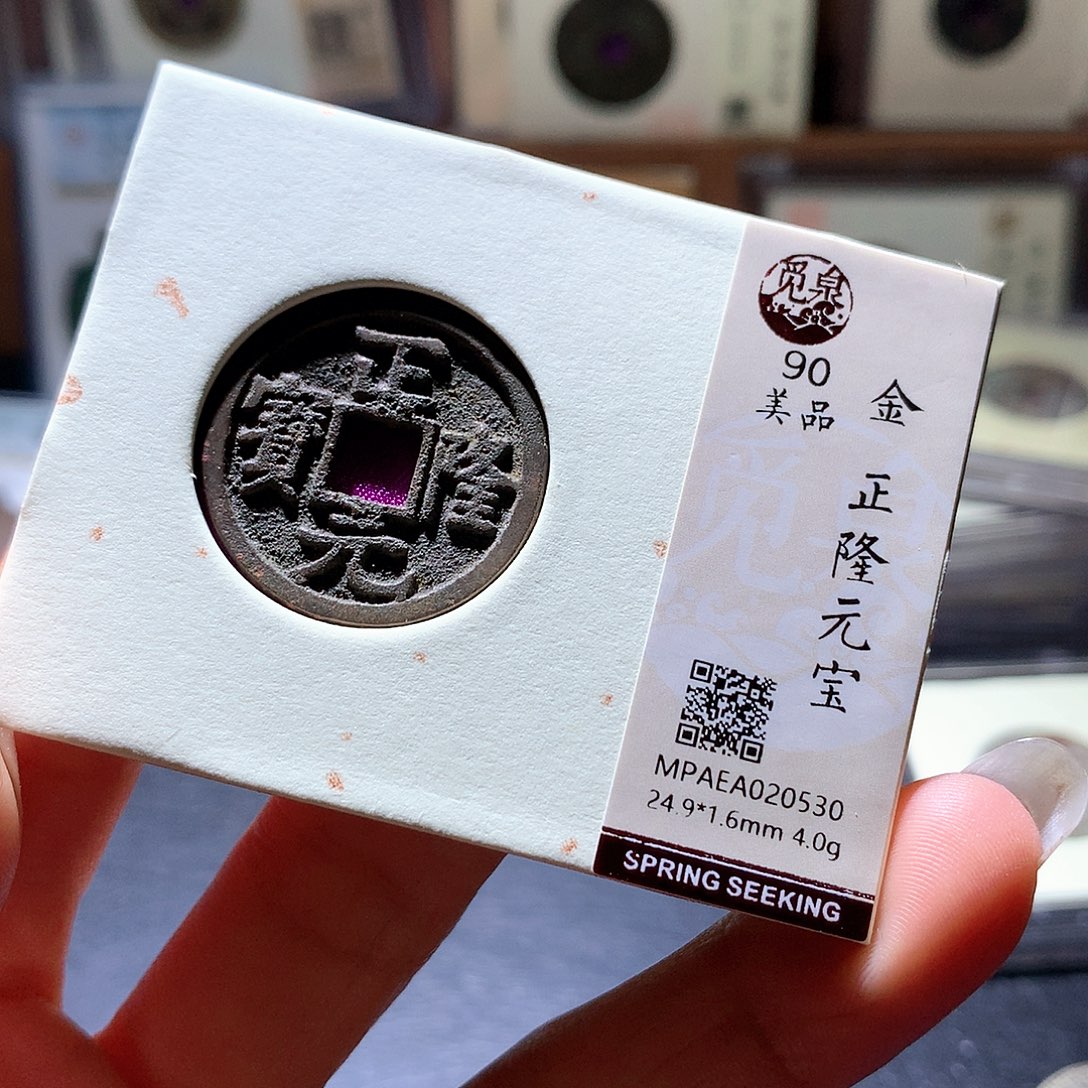 正隆元寶
觅泉
90
美品
金
正隆元宝
MPAEA020530
24.9*1.6mm 4.0g
SPRING SEEKING